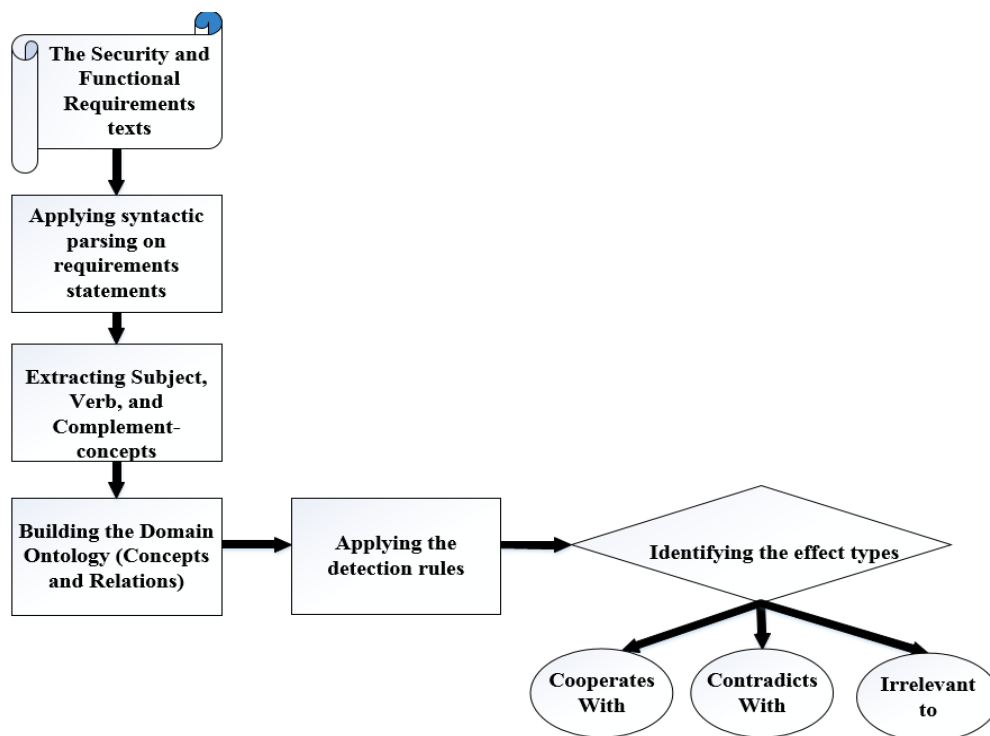 The Security and
Functional
Requirements
texts
Applying syntactic
parsing on
requirements
statements
Extracting Subject,
Verb, and
Complement-
concepts
Building the Domain
Ontology (Concepts
and Relations)
Applying the
detection rules
Identifying the effect types
Cooperates
With
Contradicts
With
Irrelevant
to